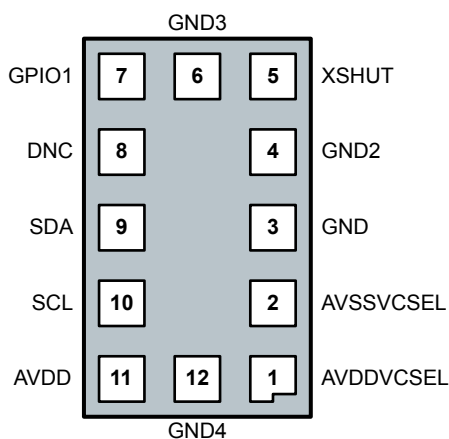 GND3
GPIO1 7 6 5 XSHUT
DNC 8 4 GND2
SDA 9 3 GND
SCL 10 2 AVSSVCSEL
AVDD 11 12 1 AVDDVCSEL
GND4